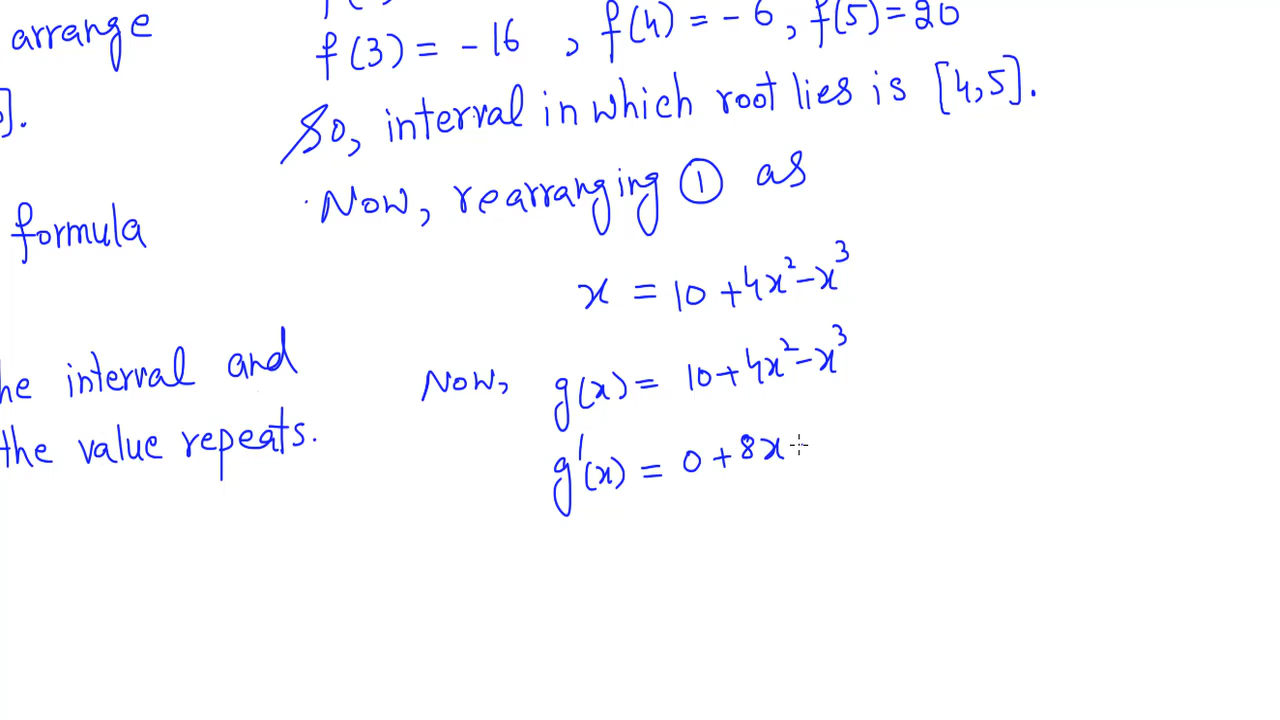 arrange
].
formula
he interval and
the value repeats.
f(3) = -16 , f(4) = -6, f(5) = 20
So, interval in which root lies is [4,5].
Now, rearranging ① as
x = 10 + 4x² - x³
Now, g(x) = 10 + 4x² - x³
g'(x) = 0 + 8x